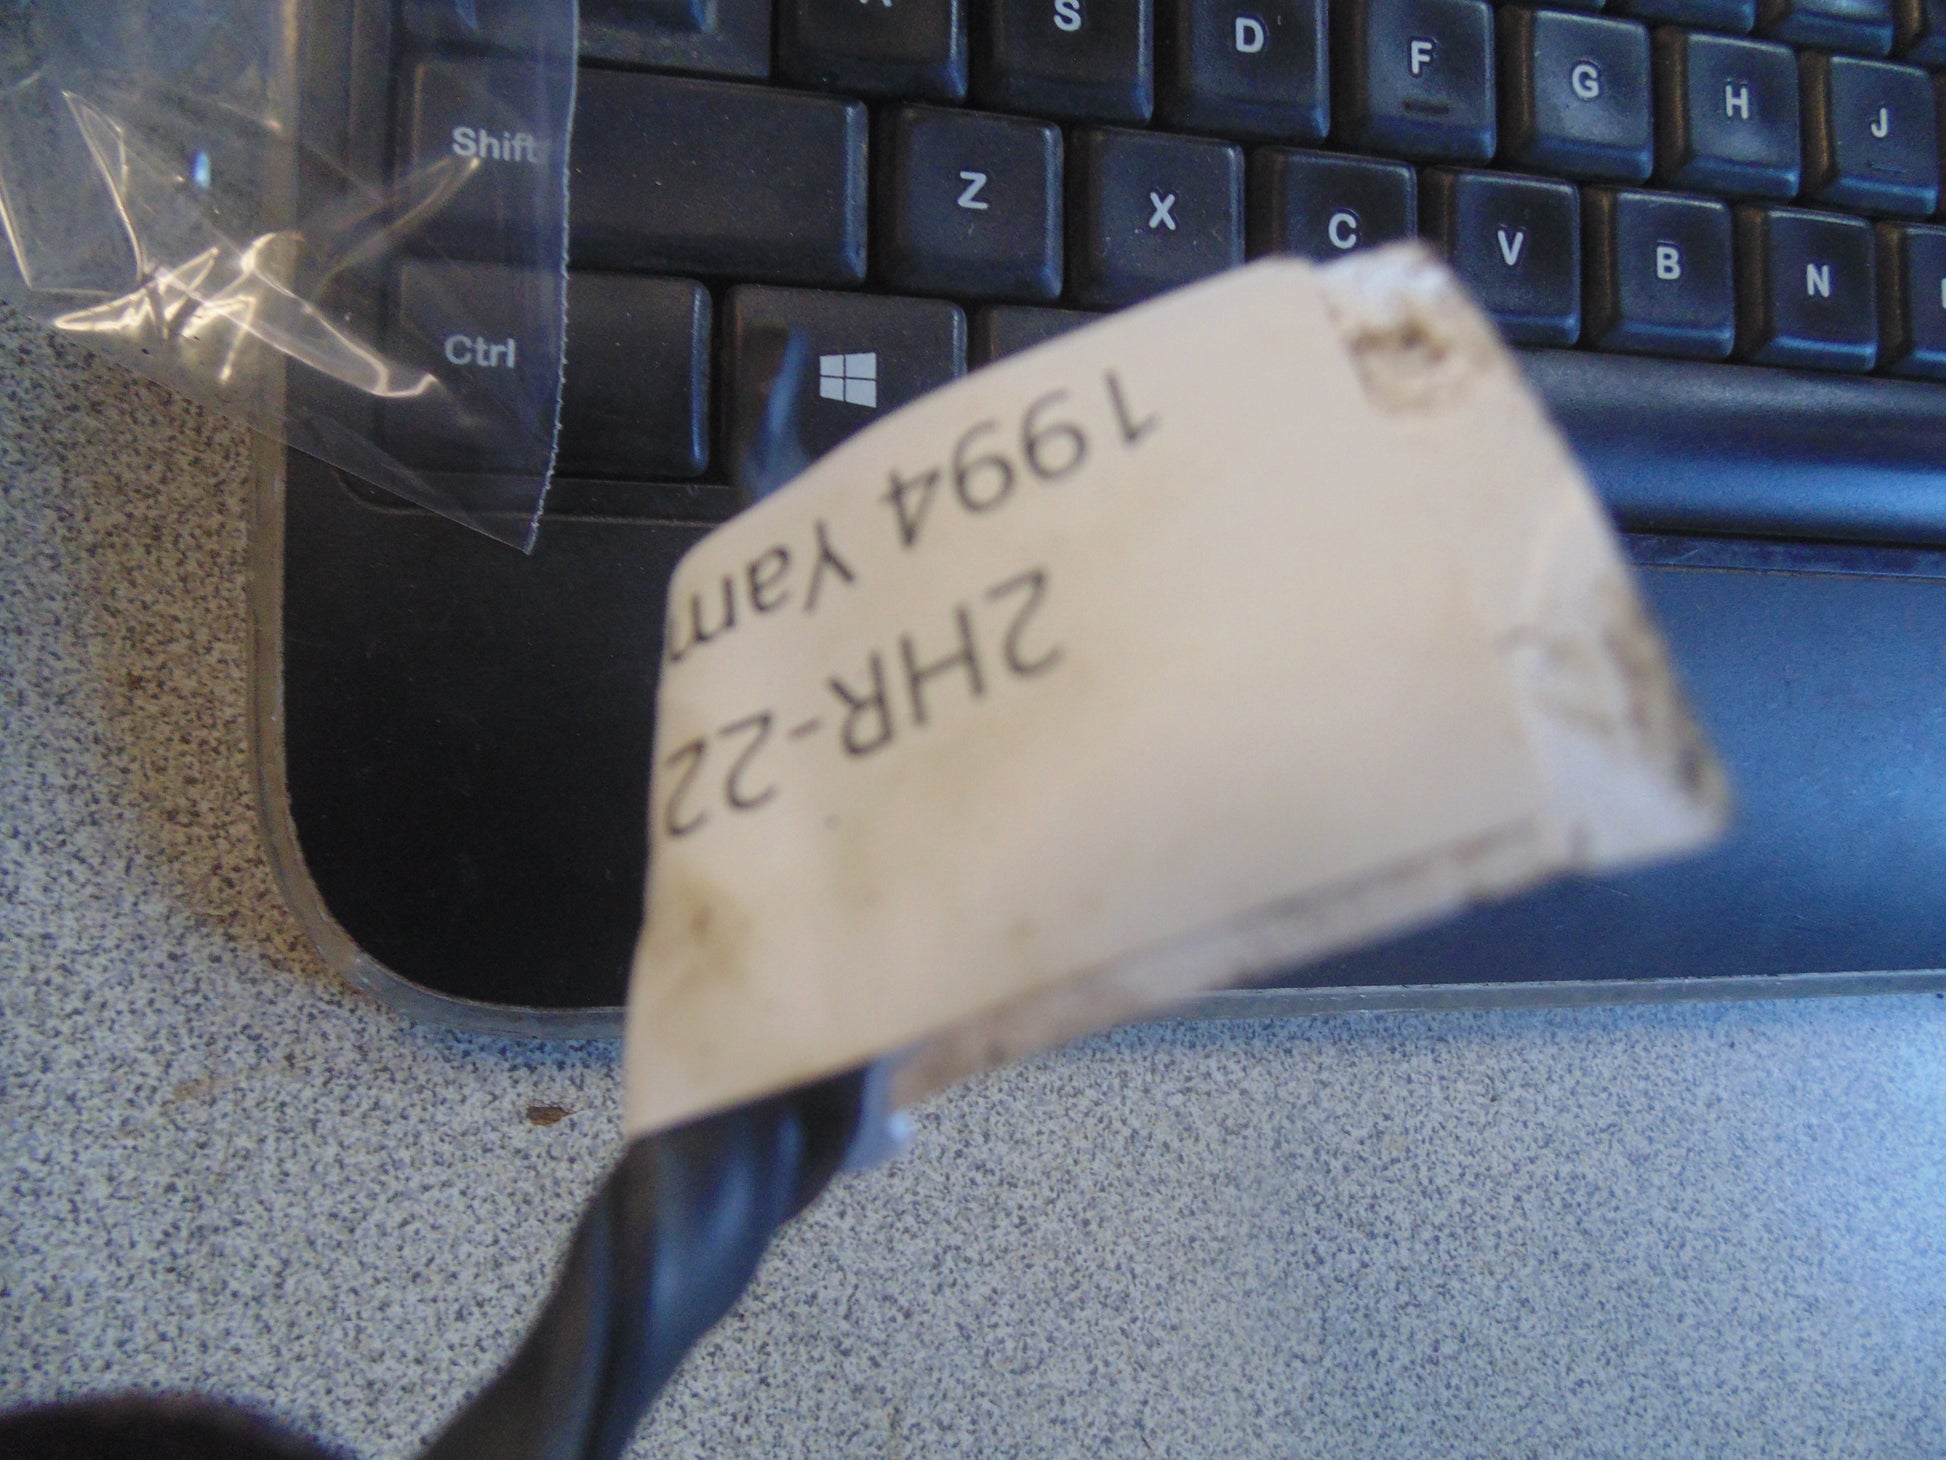 S D F G H J
Shift Z X C V B N
Ctrl
1994 Yam
2HR-22